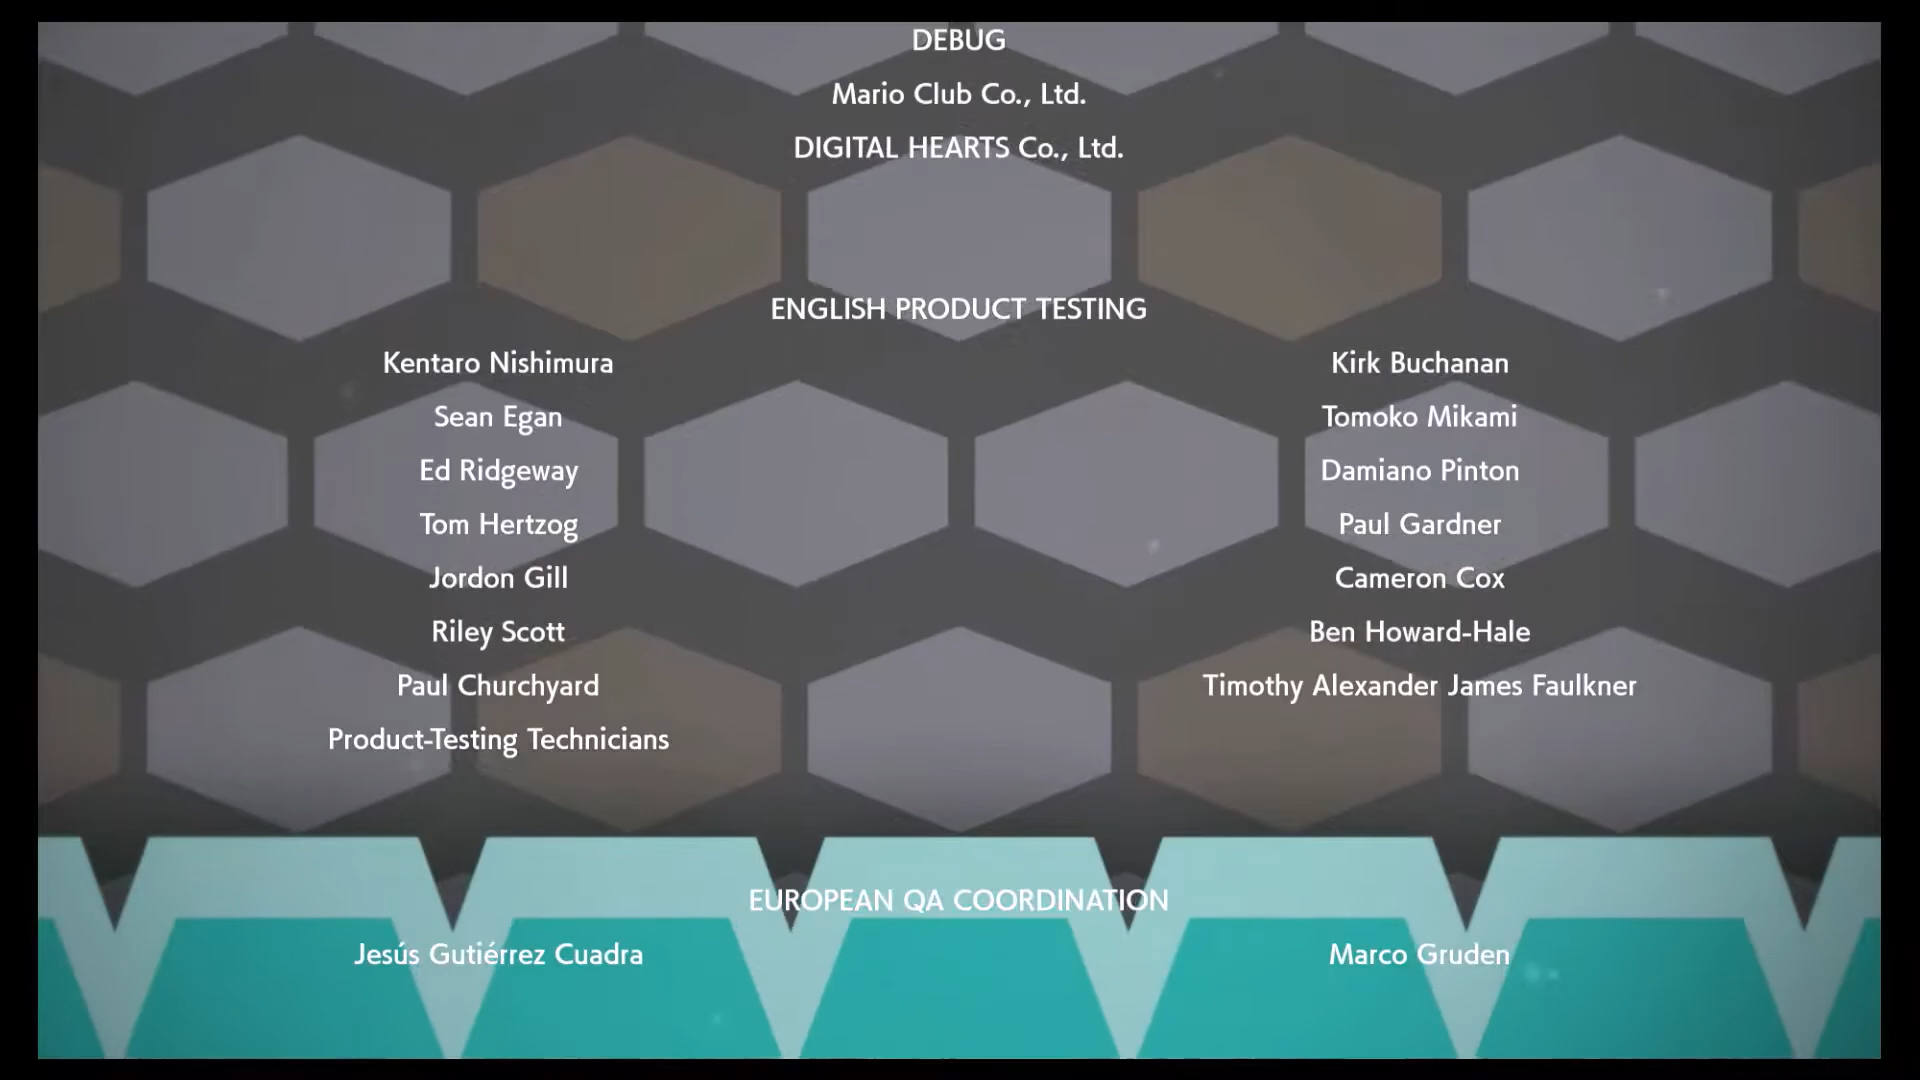 DEBUG
Mario Club Co., Ltd.
DIGITAL HEARTS Co., Ltd.
ENGLISH PRODUCT TESTING
Kentaro Nishimura
Kirk Buchanan
Sean Egan
Tomoko Mikami
Ed Ridgeway
Damiano Pinton
Tom Hertzog
Paul Gardner
Jordon Gill
Cameron Cox
Riley Scott
Ben Howard-Hale
Paul Churchyard
Timothy Alexander James Faulkner
Product-Testing Technicians
EUROPEAN QA COORDINATION
Jesús Gutiérrez Cuadra
Marco Gruden